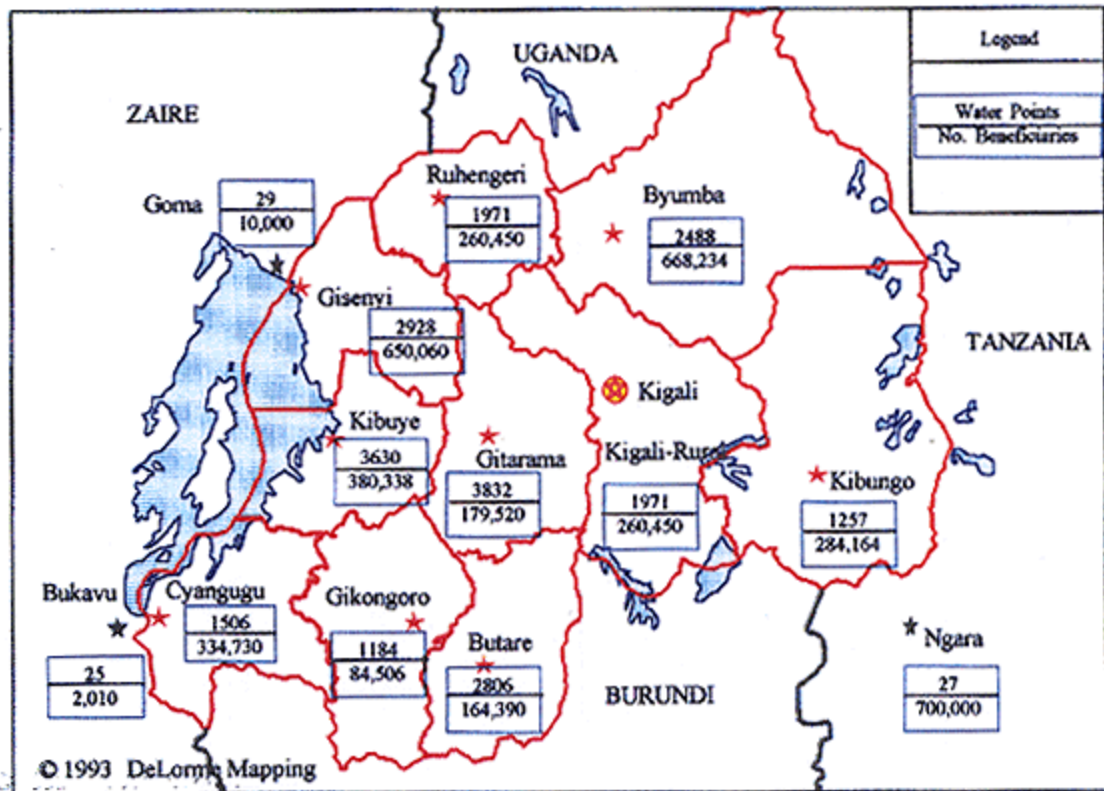 UGANDA
Legend
ZAIRE
Water Points
No. Beneficiaries
Ruhengeri
1971
260,450
Byumba
2488
668,234
Goma
29
10,000
Gisenyi
2928
650,060
TANZANIA
Kigali
Kibuye
3630
380,338
Gitarama
3832
179,520
Kigali-Rural
1971
260,450
Kibungo
1257
284,164
Bukavu
25
2,010
Cyangugu
1506
334,730
Gikongoro
1184
84,506
Butare
2806
164,390
BURUNDI
Ngara
27
700,000
© 1993 DeLorme Mapping